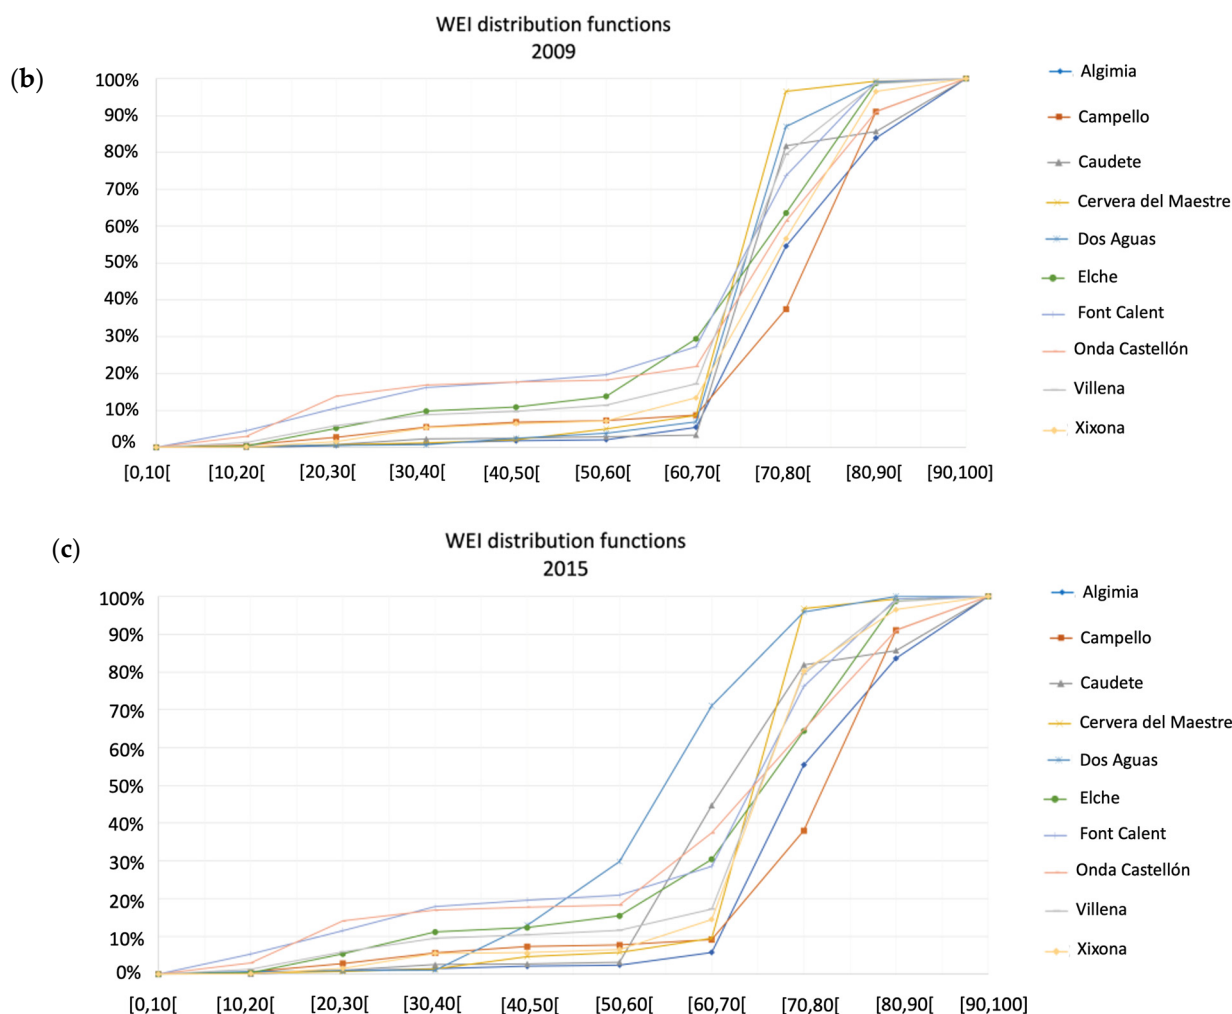 WEI distribution functions
2009
(b)
100%
90%
80%
70%
60%
50%
40%
30%
20%
10%
0%
[0,10[ [10,20[ [20,30[ [30,40[ [40,50[ [50,60[ [60,70[ [70,80[ [80,90[ [90,100]
Algimia
Campello
Caudete
Cervera del Maestre
Dos Aguas
Elche
Font Calent
Onda Castellón
Villena
Xixona
(c)
WEI distribution functions
2015
100%
90%
80%
70%
60%
50%
40%
30%
20%
10%
0%
[0,10[ [10,20[ [20,30[ [30,40[ [40,50[ [50,60[ [60,70[ [70,80[ [80,90[ [90,100]
Algimia
Campello
Caudete
Cervera del Maestre
Dos Aguas
Elche
Font Calent
Onda Castellón
Villena
Xixona